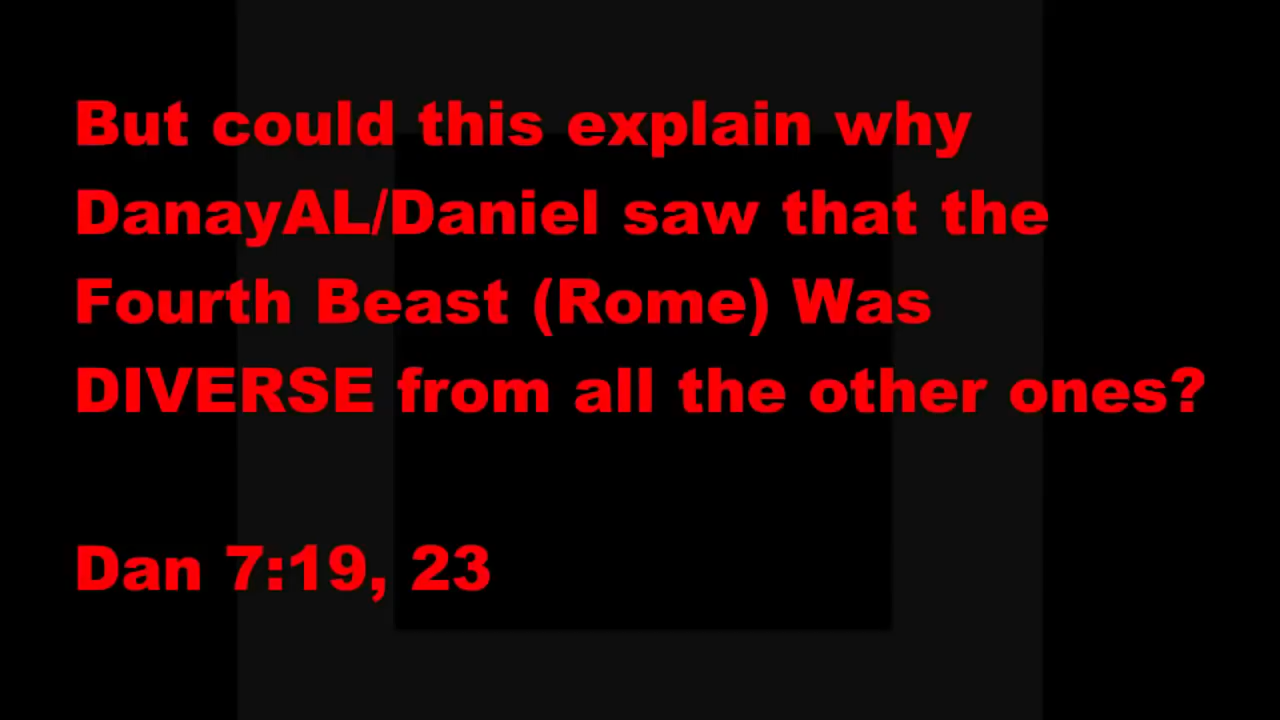 But could this explain why
DanayAL/Daniel saw that the
Fourth Beast (Rome) Was
DIVERSE from all the other ones?
Dan 7:19, 23